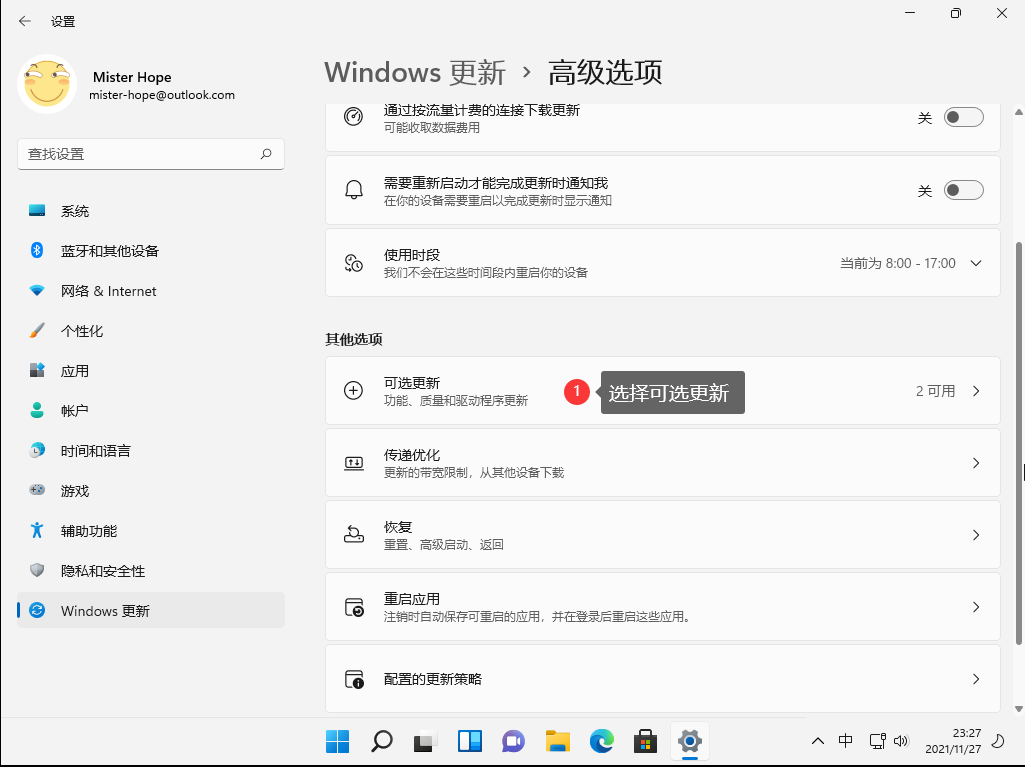 设置
Mister Hope
mister-hope@outlook.com
查找设置
系统
蓝牙和其他设备
网络 & Internet
个性化
应用
帐户
时间和语言
游戏
辅助功能
隐私和安全性
Windows 更新
Windows 更新 › 高级选项
通过按流量计费的连接下载更新
可能收取数据费用
关
需要重新启动才能完成更新时通知我
在你的设备需要重启以完成更新时显示通知
关
使用时段
我们不会在这些时间段内重启你的设备
当前为 8:00 - 17:00
其他选项
可选更新
功能、质量和驱动程序更新
1
选择可选更新
2 可用
传递优化
更新的带宽限制，从其他设备下载
恢复
重置、高级启动、返回
重启应用
注销时自动保存可重启的应用，并在登录后重启这些应用。
配置的更新策略
中
23:27
2021/11/27